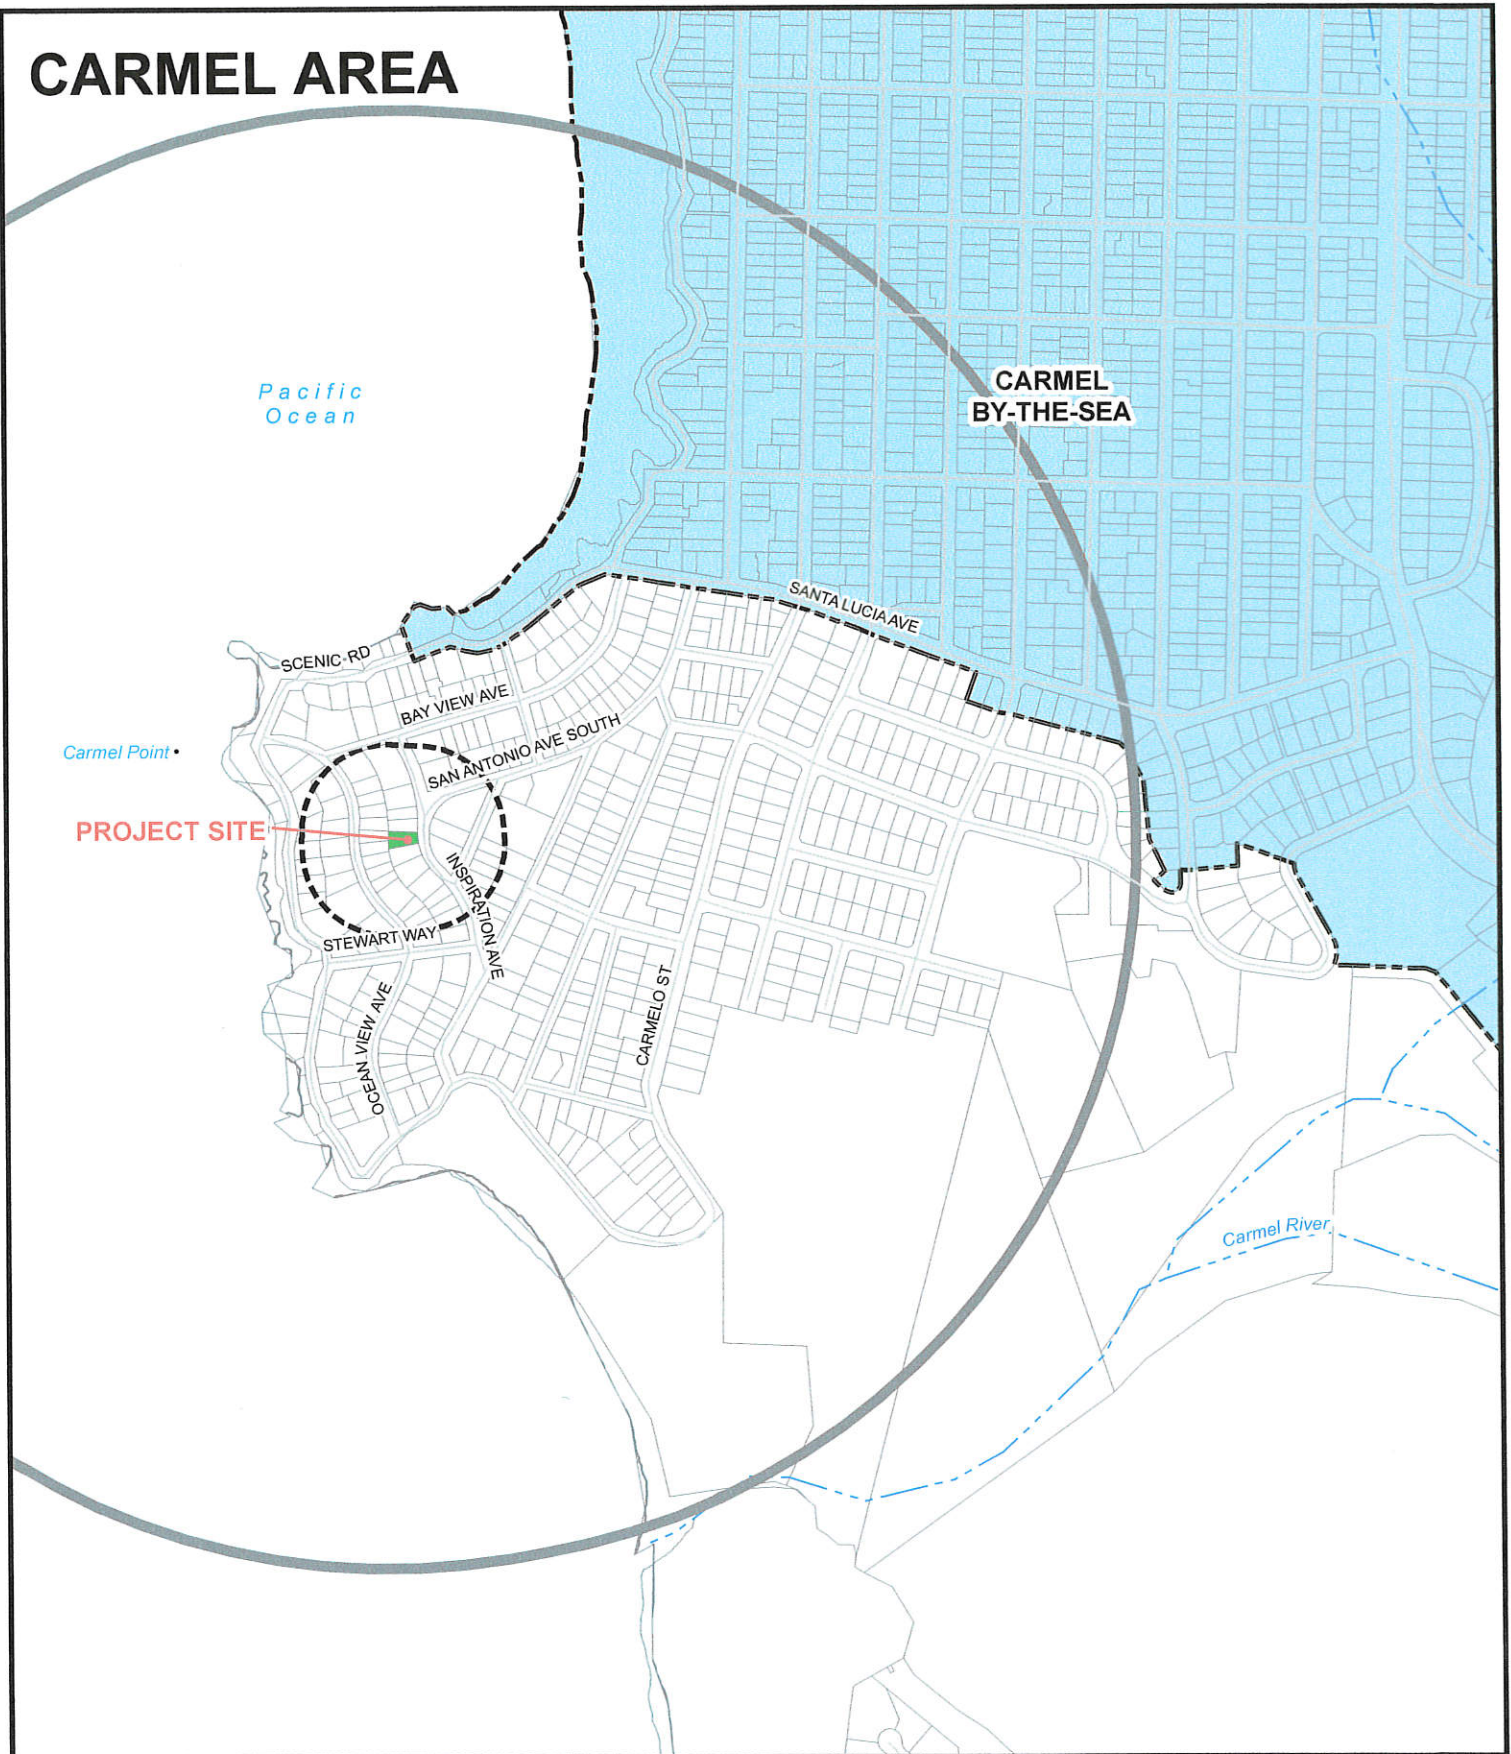 CARMEL AREA
Pacific
Ocean
CARMEL
BY-THE-SEA
SANTA LUCIA AVE
SCENIC RD
BAY VIEW AVE
SAN ANTONIO AVE SOUTH
Carmel Point
PROJECT SITE
INSPIRATION AVE
STEWART WAY
OCEAN VIEW AVE
CARMELO ST
Carmel River